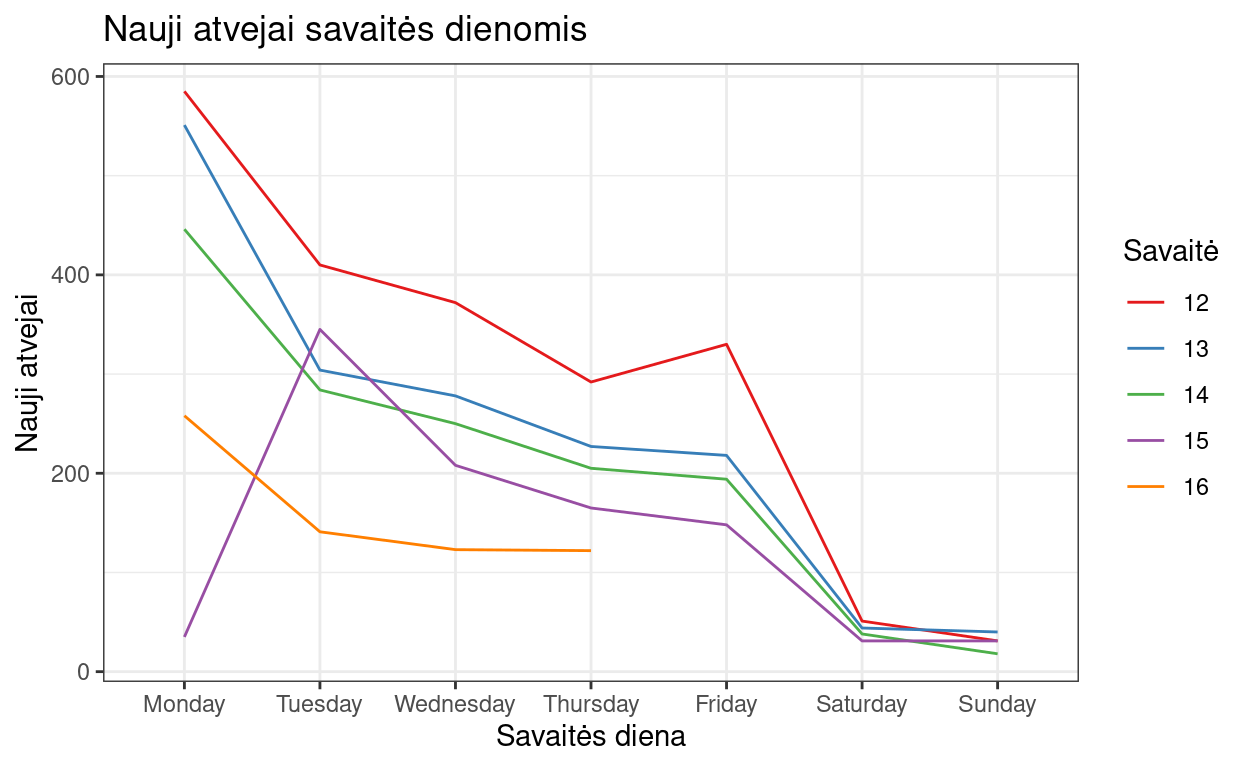 Nauji atvejai savaitės dienomis
Nauji atvejai
600
400
200
0
Monday Tuesday Wednesday Thursday Friday Saturday Sunday
Savaitės diena
Savaitė
12
13
14
15
16